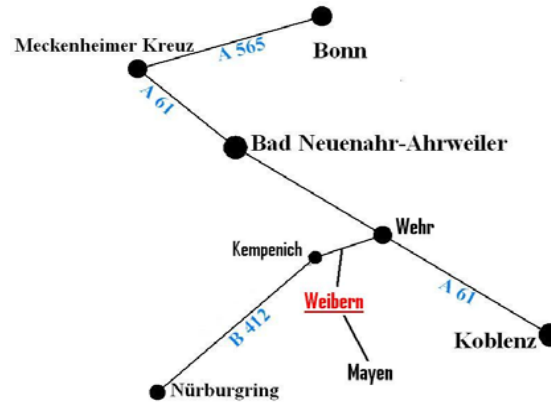 Bonn
Meckenheimer Kreuz
A 565
A 61
Bad Neuenahr-Ahrweiler
Wehr
Kempenich
A 61
Weibern
B 412
Koblenz
Mayen
Nürburgring